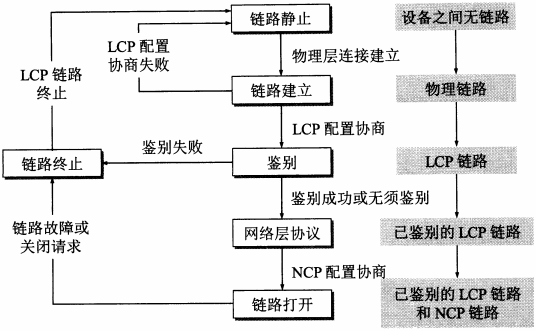 链路静止
设备之间无链路
LCP 配置
协商失败
物理层连接建立
LCP 链路
终止
链路建立
物理链路
LCP 配置协商
鉴别失败
链路终止
鉴别
LCP 链路
鉴别成功或无须鉴别
链路故障或
关闭请求
网络层协议
已鉴别的 LCP 链路
NCP 配置协商
链路打开
已鉴别的 LCP 链路
和 NCP 链路